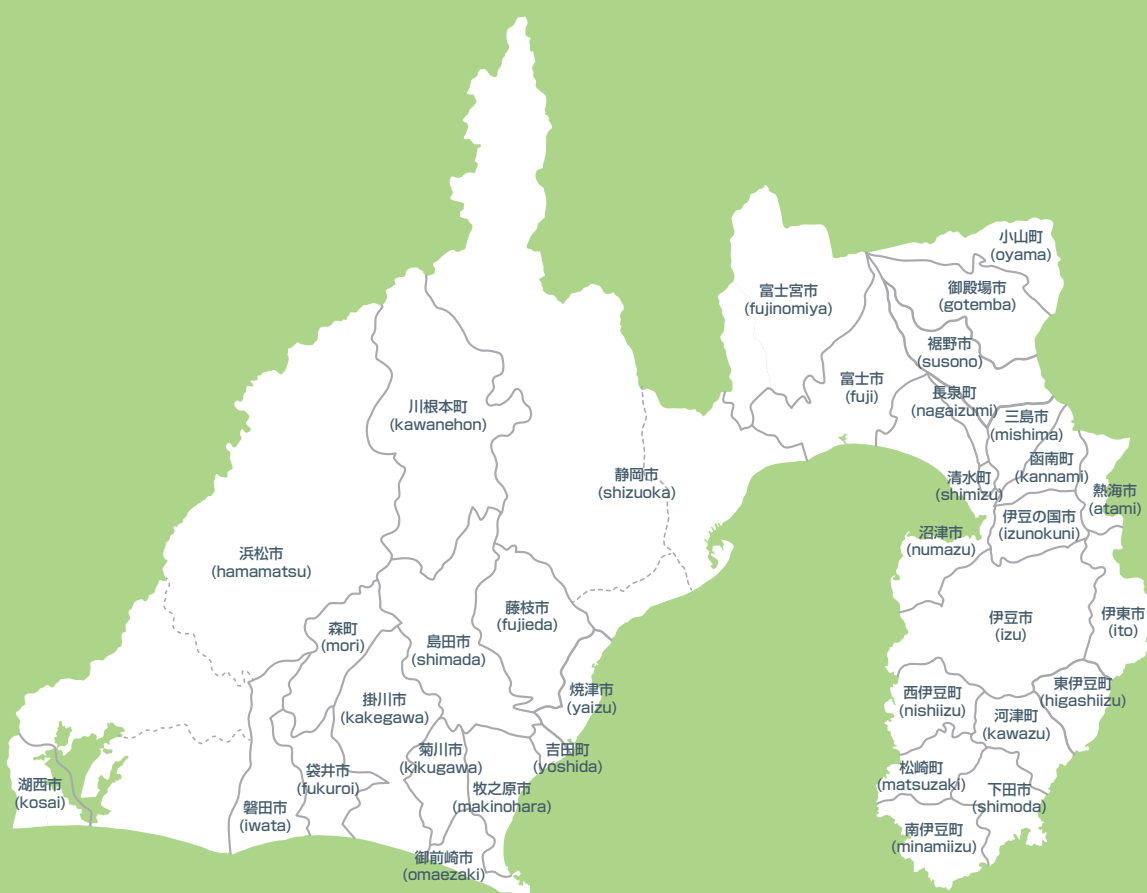 小山町
(oyama)
御殿場市
(gotemba)
富士宮市
(fujinomiya)
裾野市
(susono)
富士市
(fuji)
長泉町
(nagaizumi)
川根本町
(kawanehon)
三島市
(mishima)
函南町
(kannami)
静岡市
(shizuoka)
清水町
(shimizu)
熱海市
(atami)
伊豆の国市
(izunokuni)
沼津市
(numazu)
浜松市
(hamamatsu)
藤枝市
(fujieda)
伊豆市
(izu)
伊東市
(ito)
森町
(mori)
島田市
(shimada)
焼津市
(yaizu)
掛川市
(kakegawa)
西伊豆町
(nishiizu)
東伊豆町
(higashiizu)
河津町
(kawazu)
菊川市
(kikugawa)
吉田町
(yoshida)
湖西市
(kosai)
袋井市
(fukuroi)
牧之原市
(makinohara)
松崎町
(matsuzaki)
下田市
(shimoda)
磐田市
(iwata)
南伊豆町
(minamiizu)
御前崎市
(omaezaki)